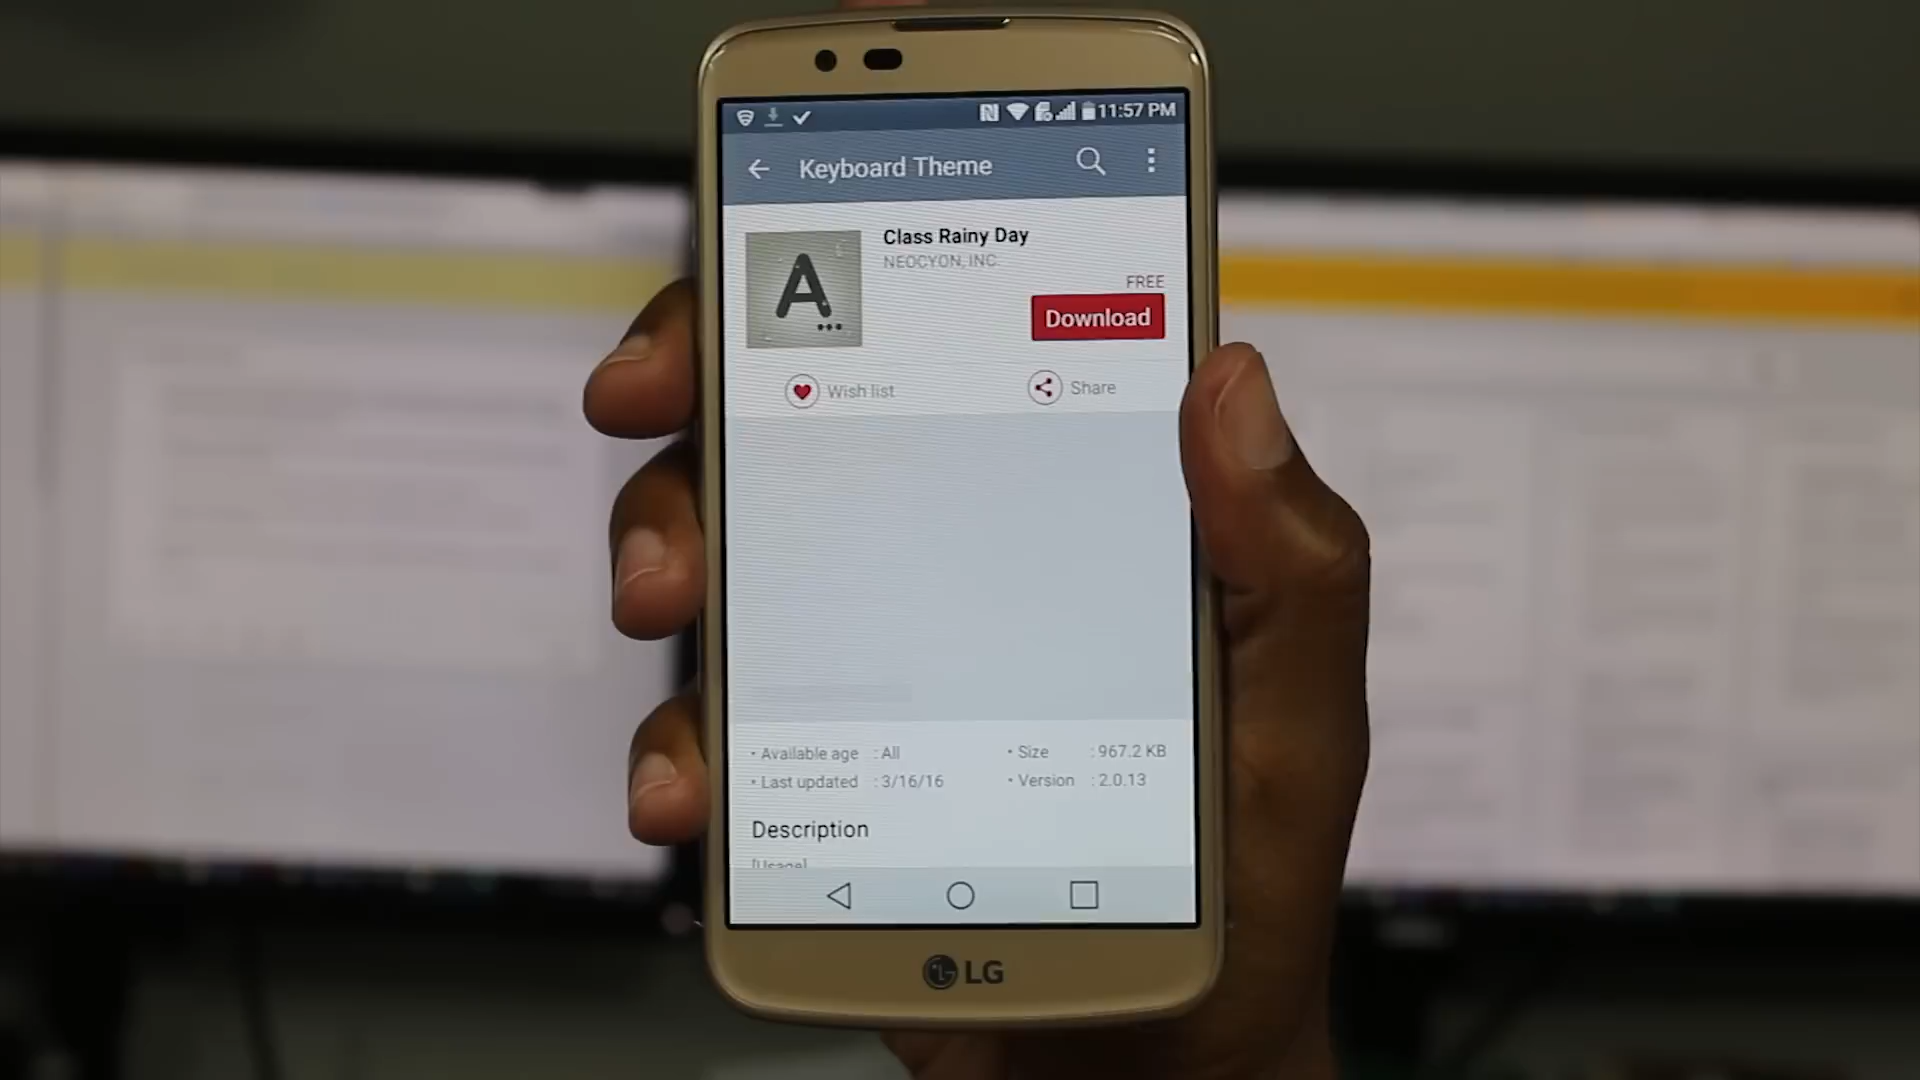 11:57 PM
Keyboard Theme
Class Rainy Day
NEOCYON, INC.
FREE
A...
Download
Wish list
Share
• Available age : All
• Size : 967.2 KB
• Last updated : 3/16/16
• Version : 2.0.13
Description
[Usage]
LG